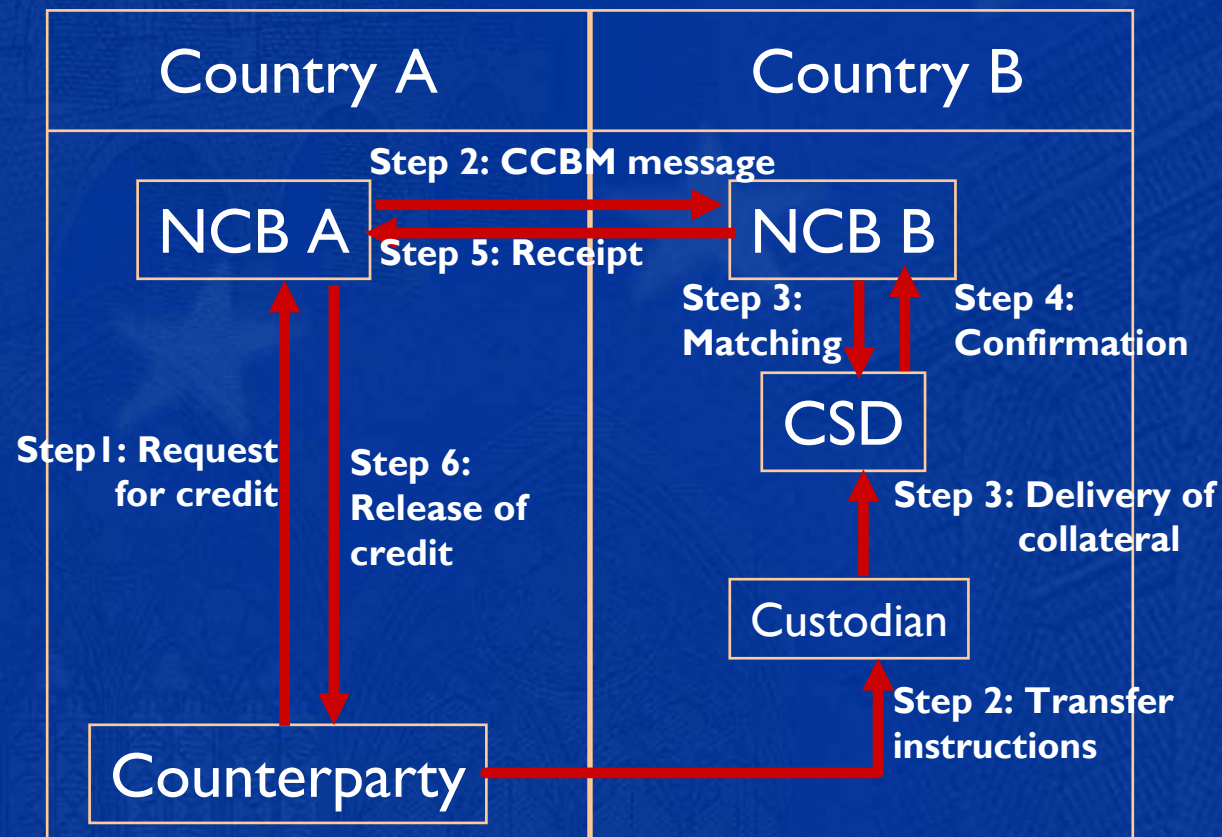 Country A
Country B
Step 2: CCBM message
NCB A
NCB B
Step 5: Receipt
Step 3:
Matching
Step 4:
Confirmation
CSD
Step1: Request
for credit
Step 6:
Release of
credit
Step 3: Delivery of
collateral
Custodian
Step 2: Transfer
instructions
Counterparty